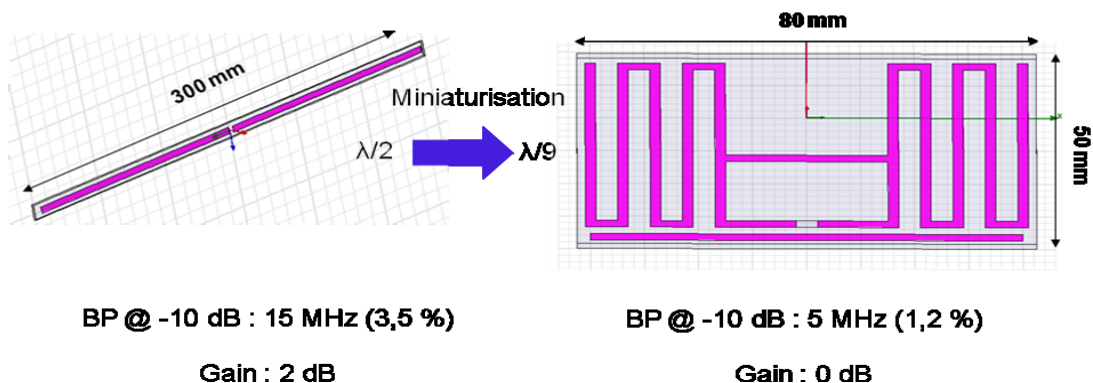 80 mm
300 mm
Miniaturisation
λ/2
λ/9
50 mm
x
BP @ -10 dB : 15 MHz (3,5 %)
BP @ -10 dB : 5 MHz (1,2 %)
Gain : 2 dB
Gain : 0 dB